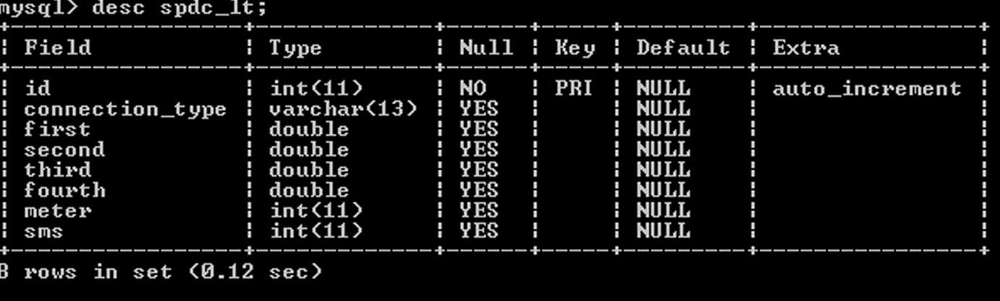 mysql> desc spdc_lt;
+------------------+-------------+------+-----+---------+----------------+
| Field            | Type        | Null | Key | Default | Extra          |
+------------------+-------------+------+-----+---------+----------------+
| id               | int(11)     | NO   | PRI | NULL    | auto_increment |
| connection_type  | varchar(13) | YES  |     | NULL    |                |
| first            | double      | YES  |     | NULL    |                |
| second           | double      | YES  |     | NULL    |                |
| third            | double      | YES  |     | NULL    |                |
| fourth           | double      | YES  |     | NULL    |                |
| meter            | int(11)     | YES  |     | NULL    |                |
| sms              | int(11)     | YES  |     | NULL    |                |
+------------------+-------------+------+-----+---------+----------------+
8 rows in set (0.12 sec)